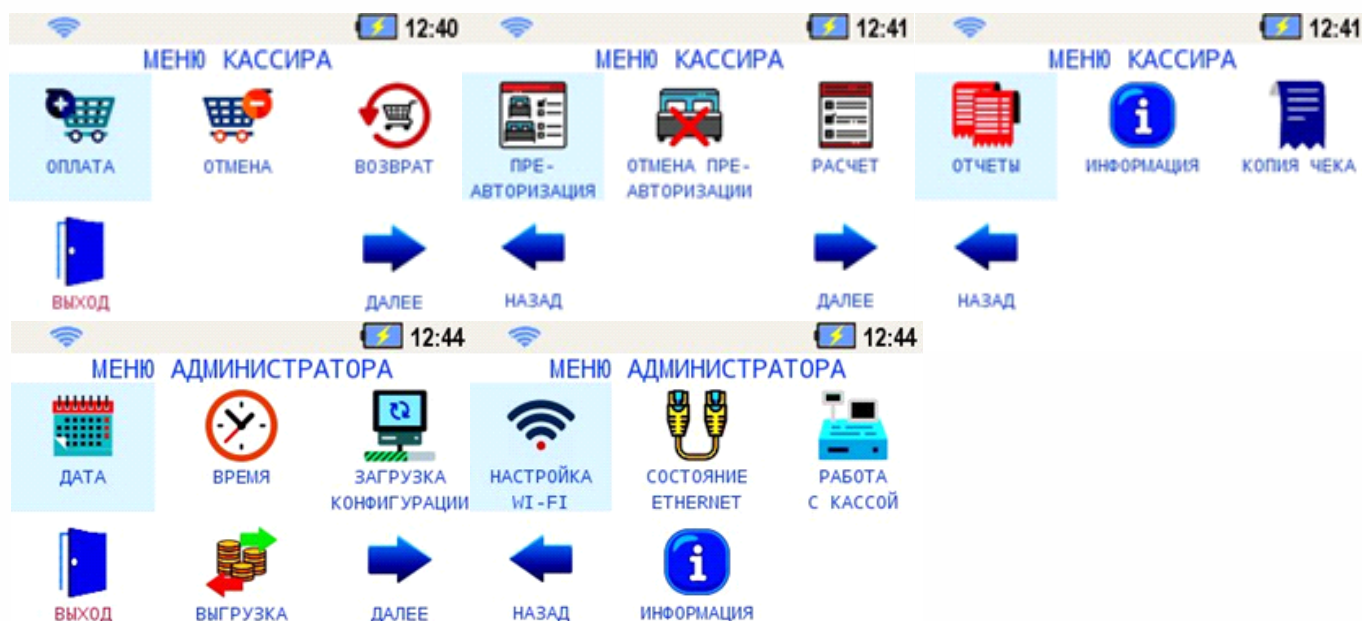 12:40
МЕНЮ КАССИРА
ОПЛАТА
ОТМЕНА
ВОЗВРАТ
ВЫХОД
ДАЛЕЕ
12:41
МЕНЮ КАССИРА
ПРЕ-
АВТОРИЗАЦИЯ
ОТМЕНА ПРЕ-
АВТОРИЗАЦИИ
РАСЧЕТ
НАЗАД
ДАЛЕЕ
12:41
МЕНЮ КАССИРА
ОТЧЕТЫ
ИНФОРМАЦИЯ
КОПИЯ ЧЕКА
НАЗАД
12:44
МЕНЮ АДМИНИСТРАТОРА
ДАТА
ВРЕМЯ
ЗАГРУЗКА
КОНФИГУРАЦИИ
ВЫХОД
ВЫГРУЗКА
ДАЛЕЕ
12:44
МЕНЮ АДМИНИСТРАТОРА
НАСТРОЙКА
WI-FI
СОСТОЯНИЕ
ETHERNET
РАБОТА
С КАССОЙ
НАЗАД
ИНФОРМАЦИЯ